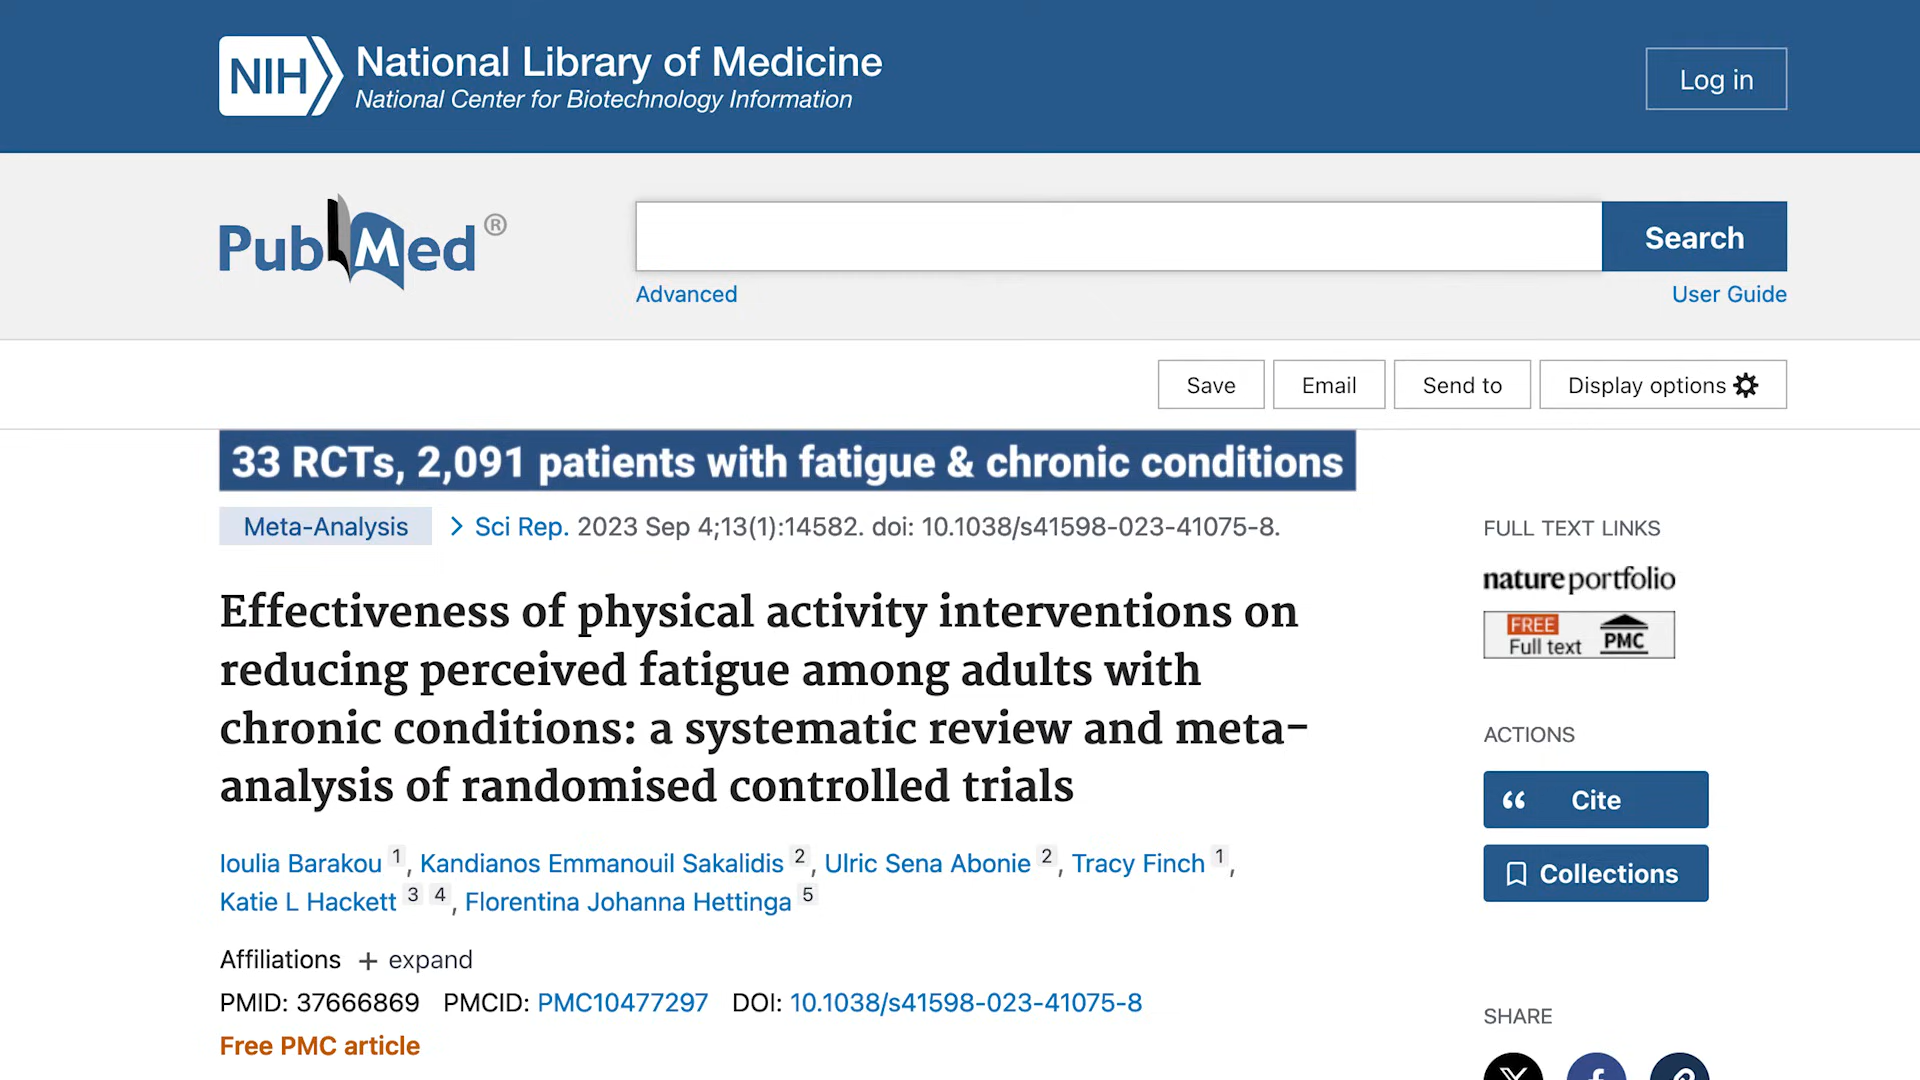 NIH National Library of Medicine
National Center for Biotechnology Information
Log in
PubMed®
Search
Advanced
User Guide
Save
Email
Send to
Display options
33 RCTs, 2,091 patients with fatigue & chronic conditions
Meta-Analysis > Sci Rep. 2023 Sep 4;13(1):14582. doi: 10.1038/s41598-023-41075-8.
Effectiveness of physical activity interventions on
reducing perceived fatigue among adults with
chronic conditions: a systematic review and meta-
analysis of randomised controlled trials
Ioulia Barakou 1, Kandianos Emmanouil Sakalidis 2, Ulric Sena Abonie 2, Tracy Finch 1,
Katie L Hackett 3 4, Florentina Johanna Hettinga 5
Affiliations + expand
PMID: 37666869 PMCID: PMC10477297 DOI: 10.1038/s41598-023-41075-8
Free PMC article
FULL TEXT LINKS
nature portfolio
FREE
Full text PMC
ACTIONS
Cite
Collections
SHARE